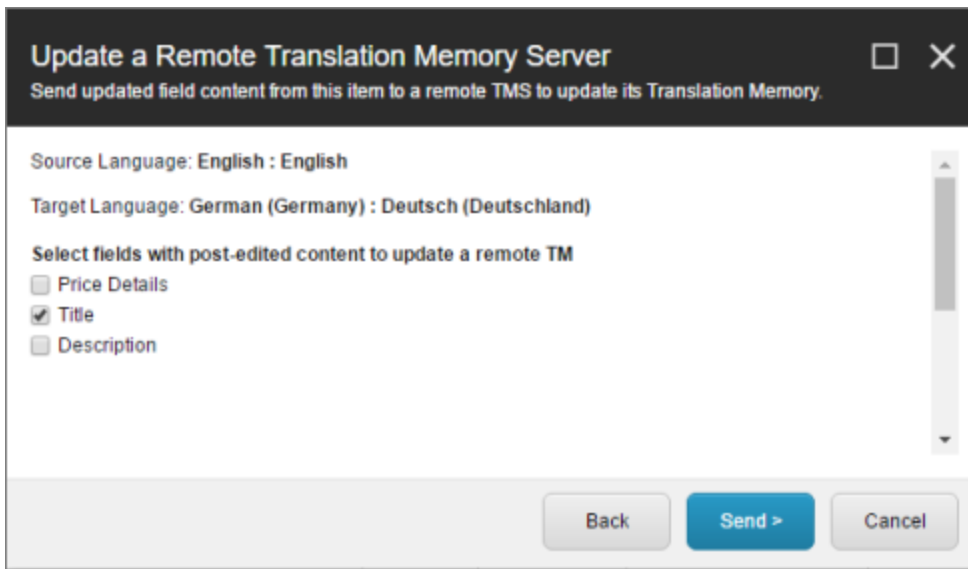 Update a Remote Translation Memory Server
Send updated field content from this item to a remote TMS to update its Translation Memory.
Source Language: English : English
Target Language: German (Germany) : Deutsch (Deutschland)
Select fields with post-edited content to update a remote TM
Price Details
Title
Description
Back
Send >
Cancel